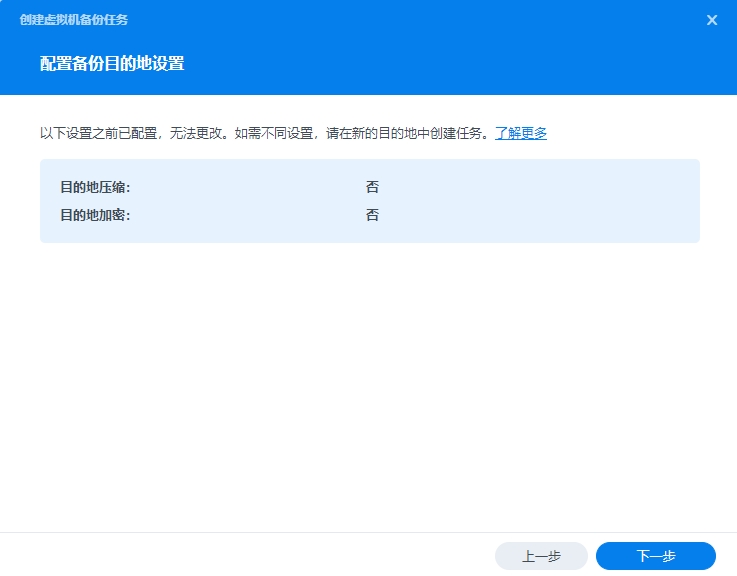 创建虚拟机备份任务
配置备份目的地设置
以下设置之前已配置，无法更改。如需不同设置，请在新的目的地中创建任务。了解更多
目的地压缩: 否
目的地加密: 否
上一步 下一步